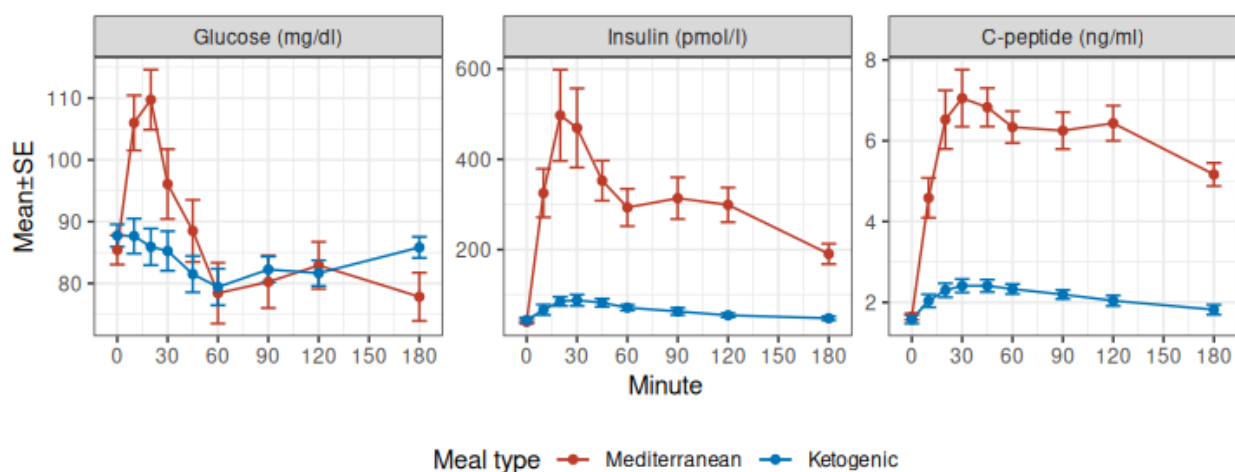 Glucose (mg/dl) Insulin (pmol/l) C-peptide (ng/ml)
Mean±SE
110
100
90
80
600
400
200
8
6
4
2
0 30 60 90 120 150 180 0 30 60 90 120 150 180 0 30 60 90 120 150 180
Minute
Meal type Mediterranean Ketogenic